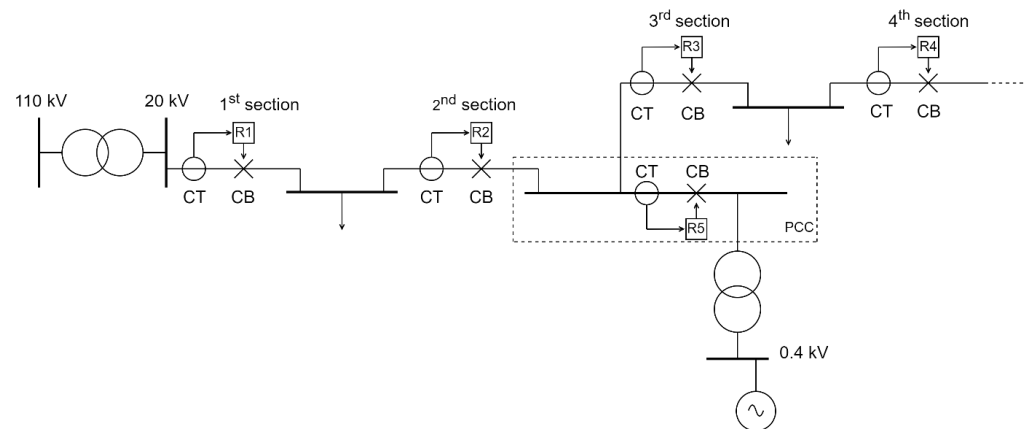 3rd section
4th section
R3
R4
110 kV
20 kV
1st section
2nd section
CT
CB
CT
CB
R1
R2
CT
CB
CT
CB
CT
CB
R5
PCC
0.4 kV